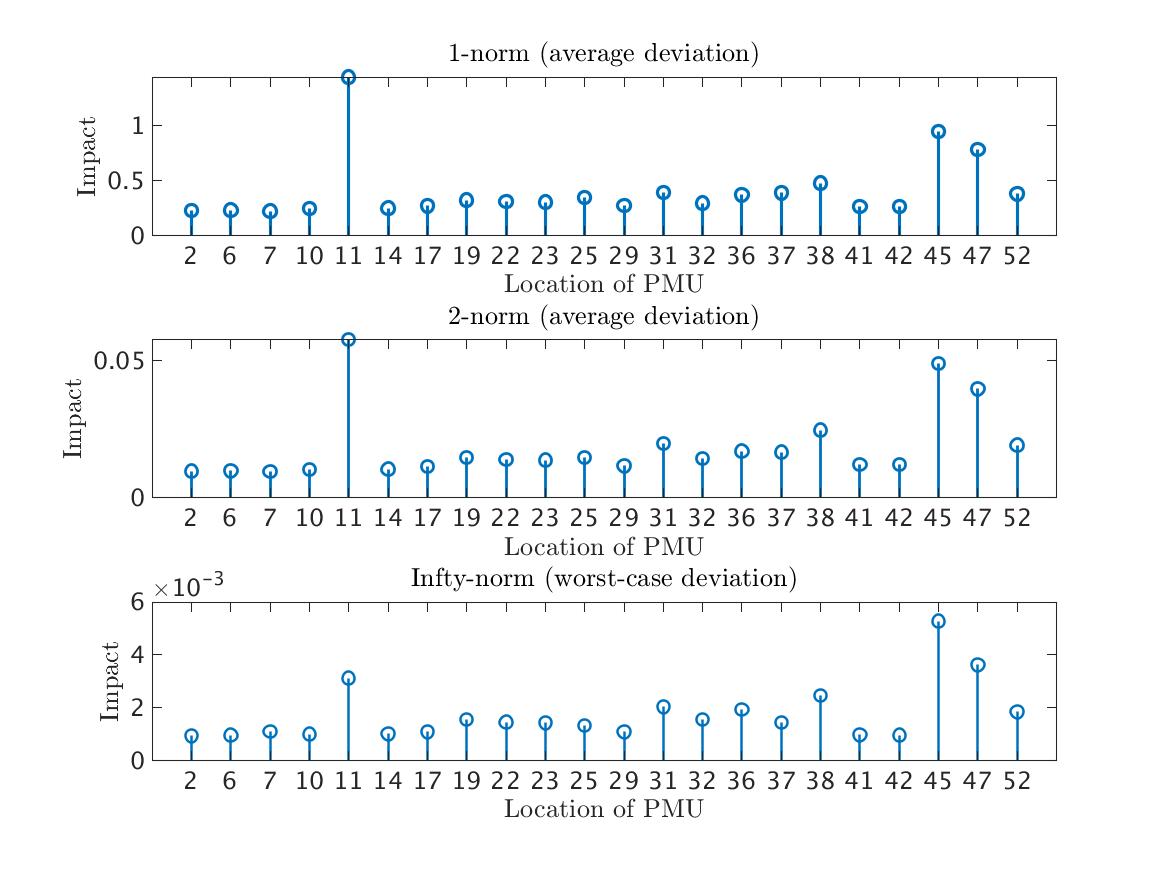 1-norm (average deviation)
Impact
1
0.5
0
2 6 7 10 11 14 17 19 22 23 25 29 31 32 36 37 38 41 42 45 47 52
Location of PMU
2-norm (average deviation)
Impact
0.05
0
2 6 7 10 11 14 17 19 22 23 25 29 31 32 36 37 38 41 42 45 47 52
Location of PMU
Infty-norm (worst-case deviation)
×10⁻³
Impact
6
4
2
0
2 6 7 10 11 14 17 19 22 23 25 29 31 32 36 37 38 41 42 45 47 52
Location of PMU